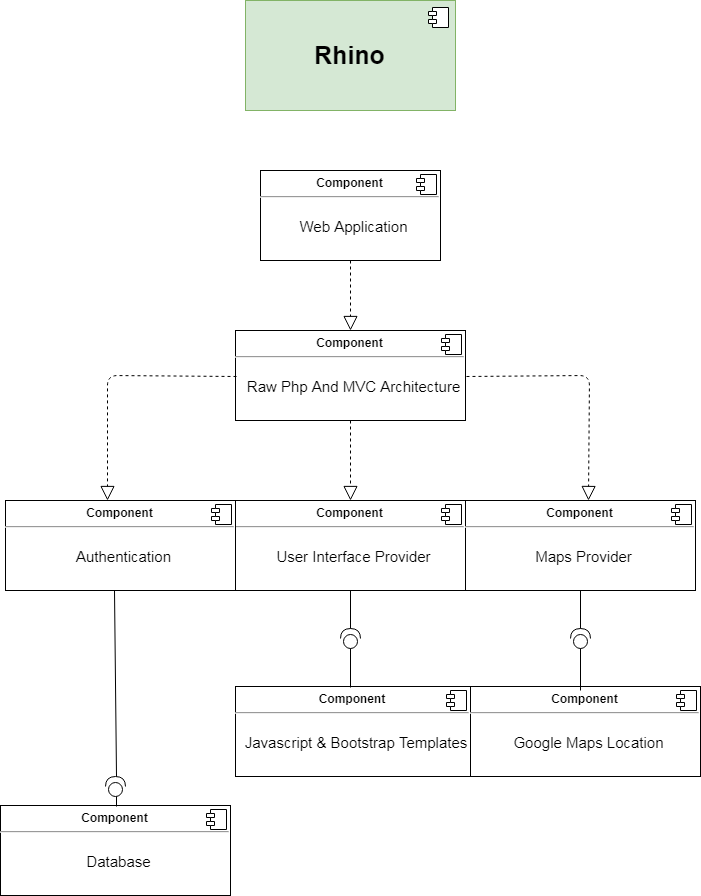 Rhino
Component
Web Application
Component
Raw Php And MVC Architecture
Component
Authentication
Component
User Interface Provider
Component
Maps Provider
Component
Javascript & Bootstrap Templates
Component
Google Maps Location
Component
Database